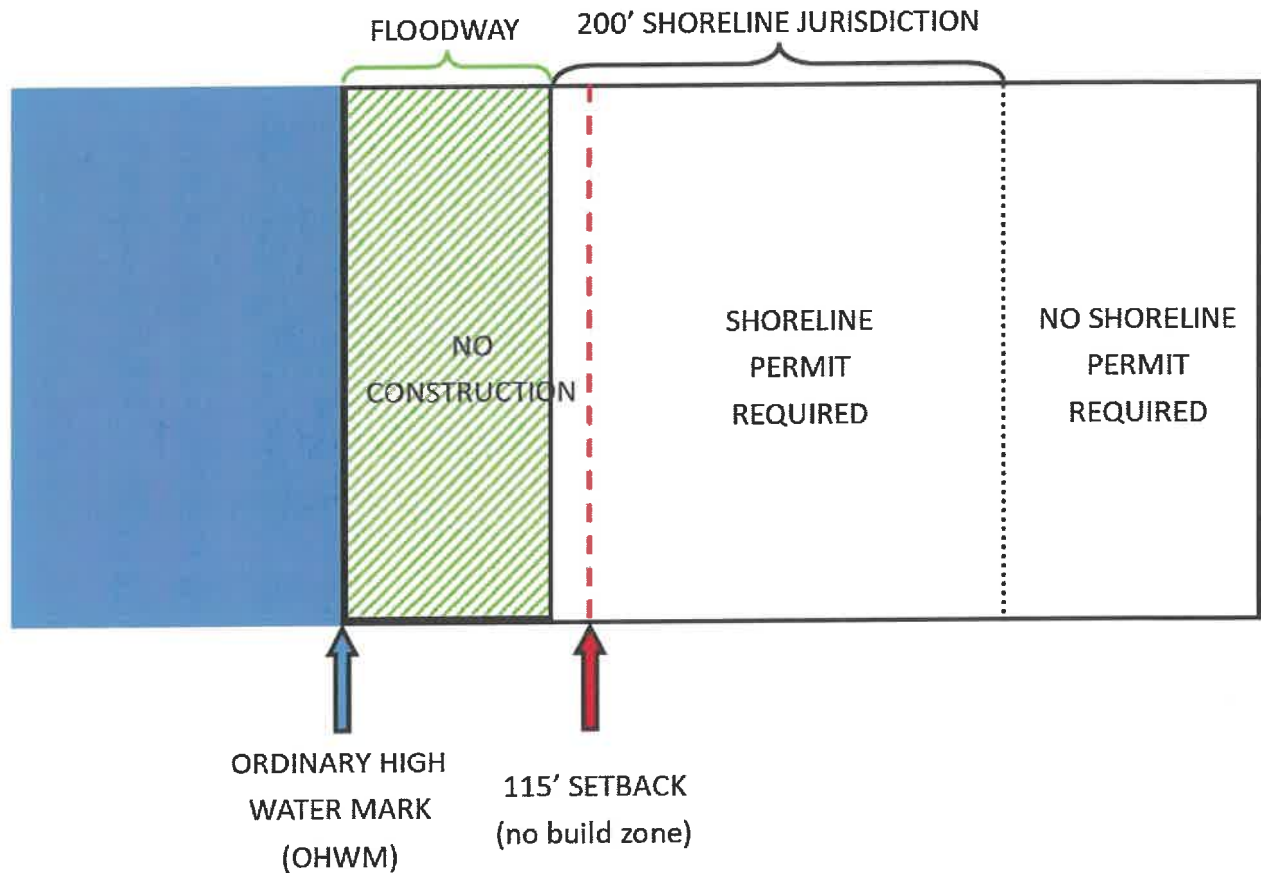 FLOODWAY
200' SHORELINE JURISDICTION
NO
CONSTRUCTION
SHORELINE
PERMIT
REQUIRED
NO SHORELINE
PERMIT
REQUIRED
ORDINARY HIGH
WATER MARK
(OHWM)
115' SETBACK
(no build zone)